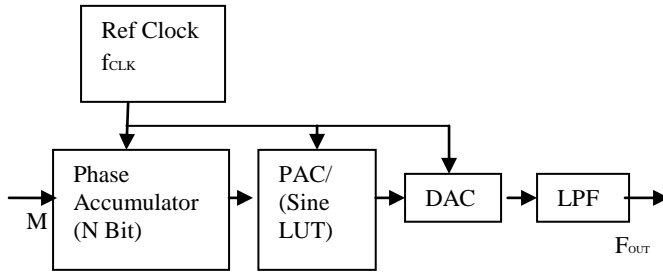 Ref Clock
fCLK
Phase
Accumulator
(N Bit)
PAC/
(Sine
LUT)
DAC
LPF
M
FOUT